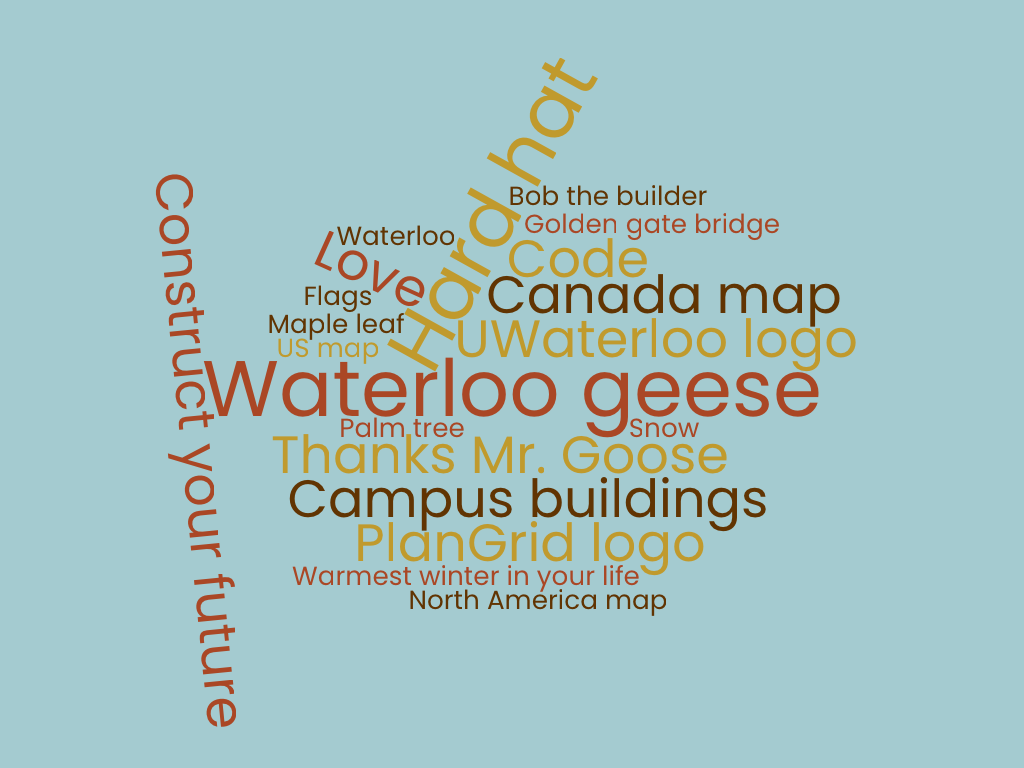 Hard hat
Bob the builder
Golden gate bridge
Waterloo
Love
Code
Flags
Canada map
Maple leaf
UWaterloo logo
US map
Waterloo geese
Construct your future
Palm tree
Snow
Thanks Mr. Goose
Campus buildings
PlanGrid logo
Warmest winter in your life
North America map